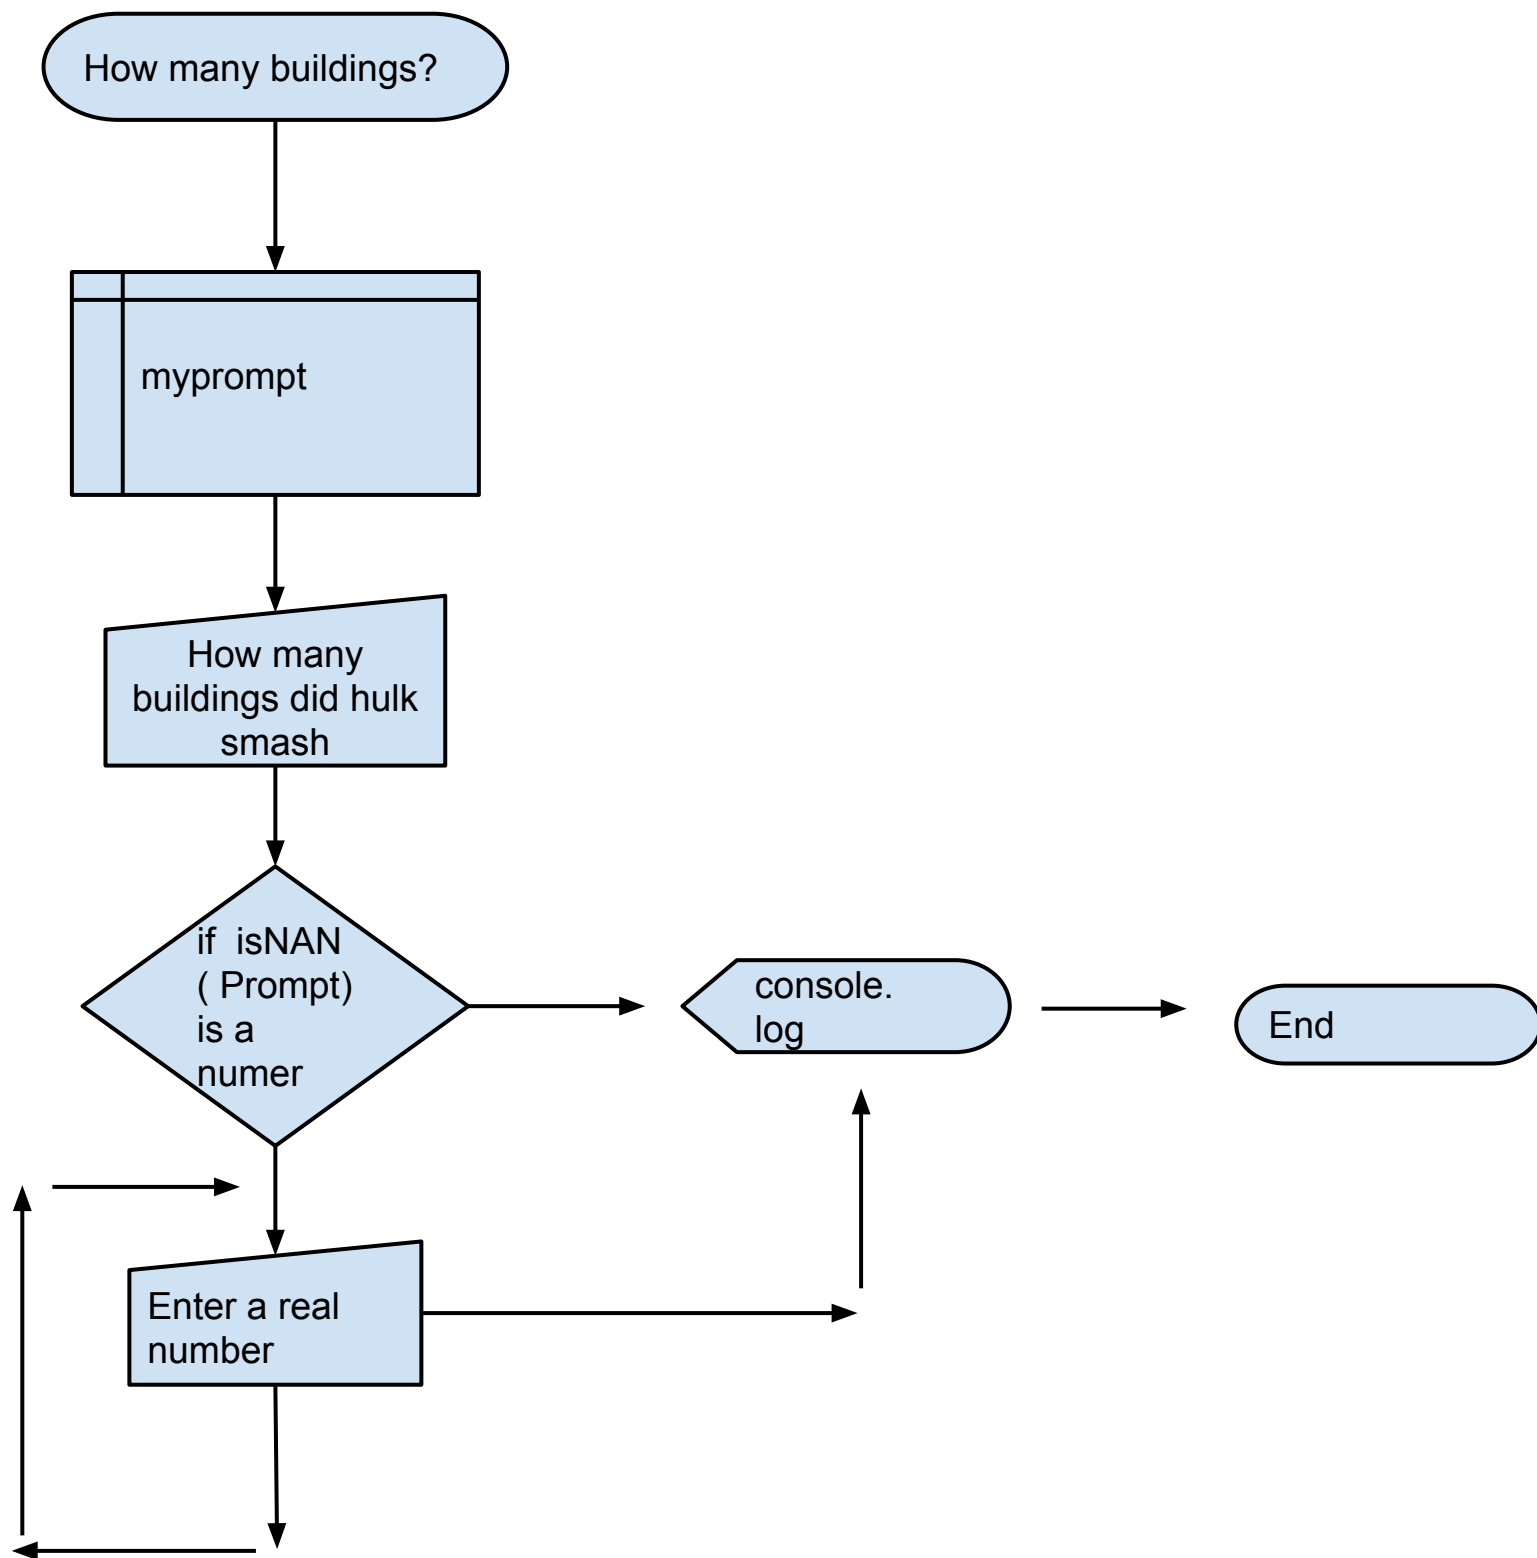 How many buildings?
myprompt
How many
buildings did hulk
smash
if  isNAN
( Prompt)
is a
numer
console.
log
End
Enter a real
number